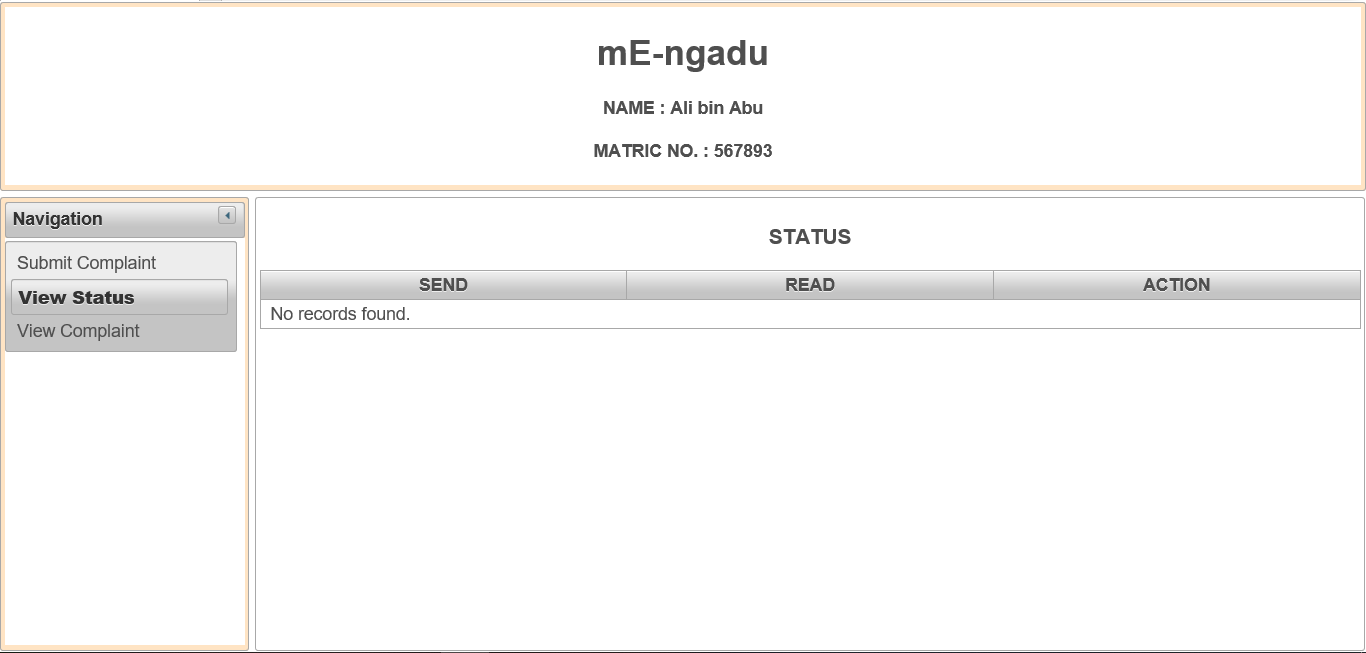 mE-ngadu
NAME : Ali bin Abu
MATRIC NO. : 567893
Navigation
Submit Complaint
View Status
View Complaint
STATUS
SEND READ ACTION
No records found.